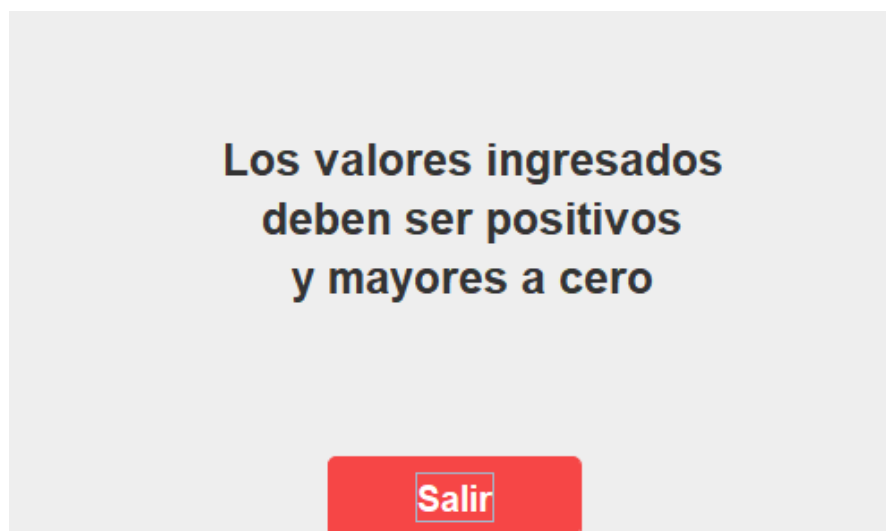 Los valores ingresados
deben ser positivos
y mayores a cero
Salir